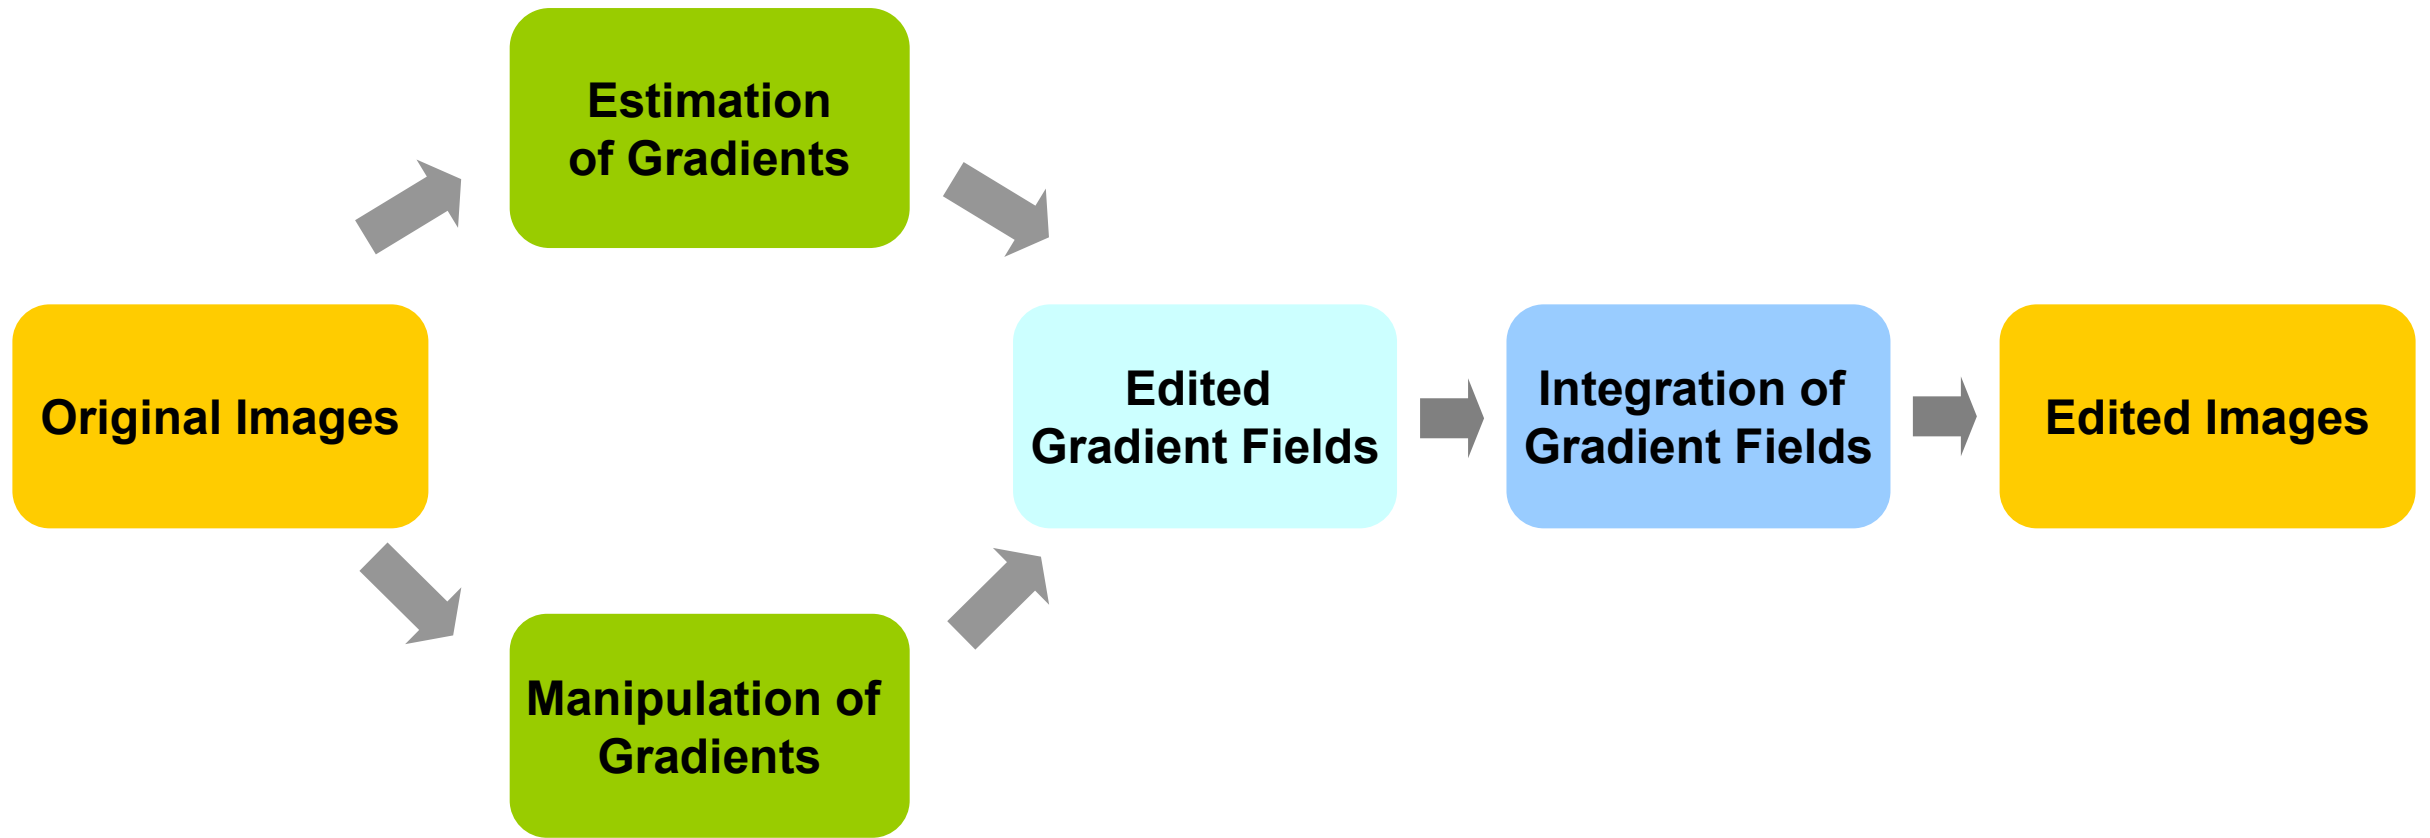 Estimation
of Gradients
Original Images
Edited
Gradient Fields
Integration of
Gradient Fields
Edited Images
Manipulation of
Gradients